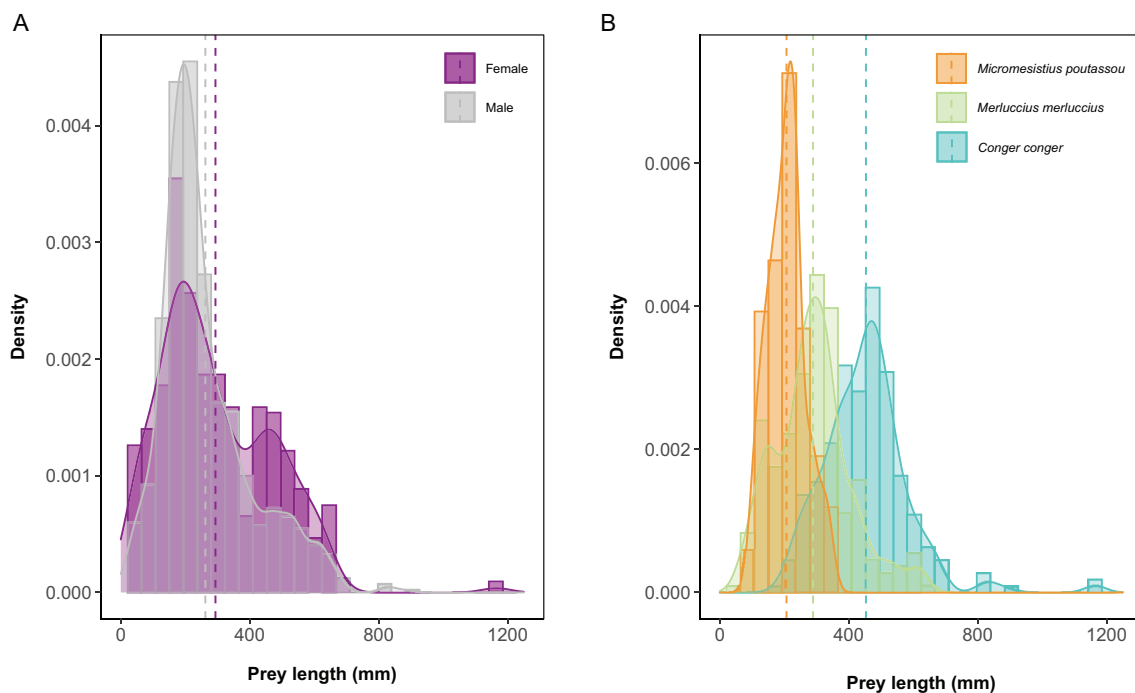 A
Female
Male
0.004
0.003
0.002
0.001
0.000
Density
0
400
800
1200
Prey length (mm)
B
Micromesistius poutassou
Merluccius merluccius
Conger conger
0.006
0.004
0.002
0.000
Density
0
400
800
1200
Prey length (mm)